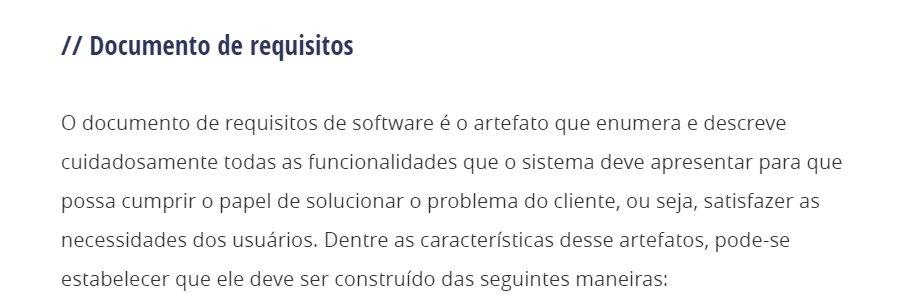 // Documento de requisitos
O documento de requisitos de software é o artefato que enumera e descreve
cuidadosamente todas as funcionalidades que o sistema deve apresentar para que
possa cumprir o papel de solucionar o problema do cliente, ou seja, satisfazer as
necessidades dos usuários. Dentre as características desse artefatos, pode-se
estabelecer que ele deve ser construído das seguintes maneiras: